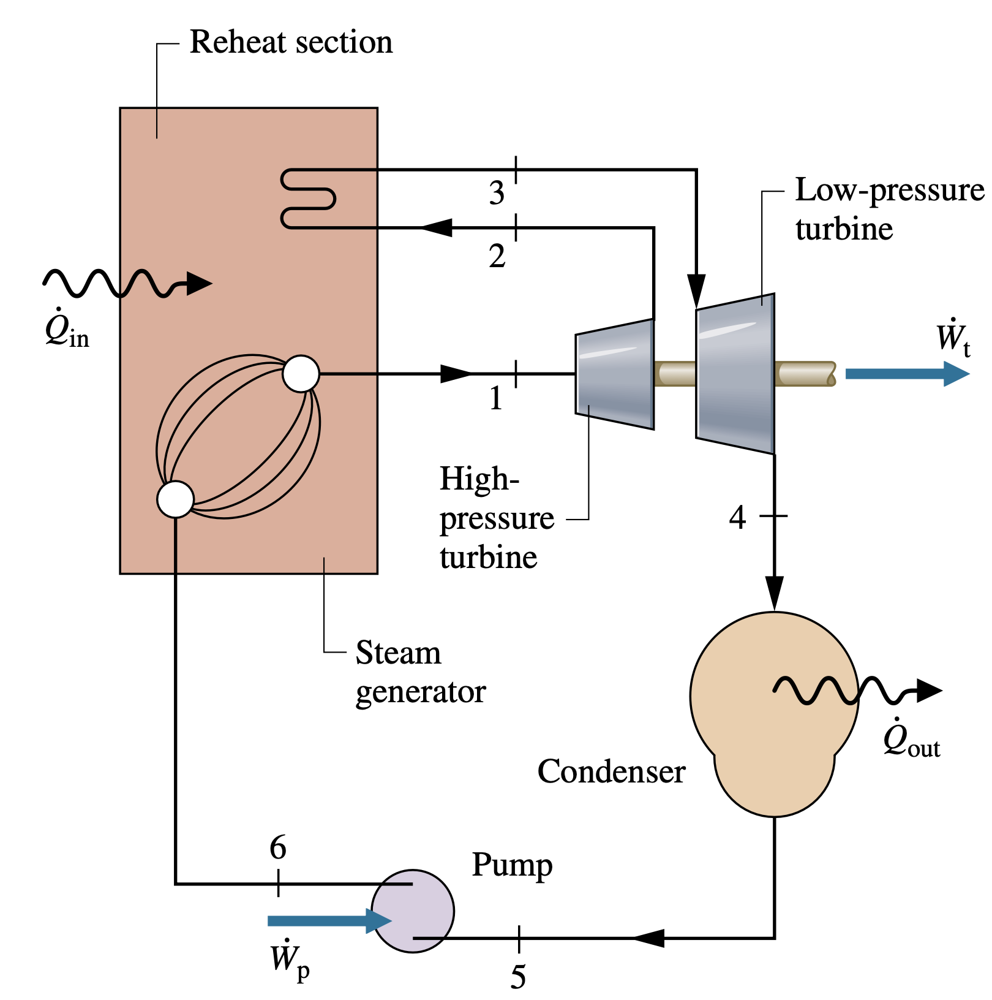 Reheat section
3
Low-pressure
turbine
2
Q̇in
Ẇt
1
High-
pressure
turbine
4
Steam
generator
Q̇out
Condenser
6
Pump
Ẇp
5